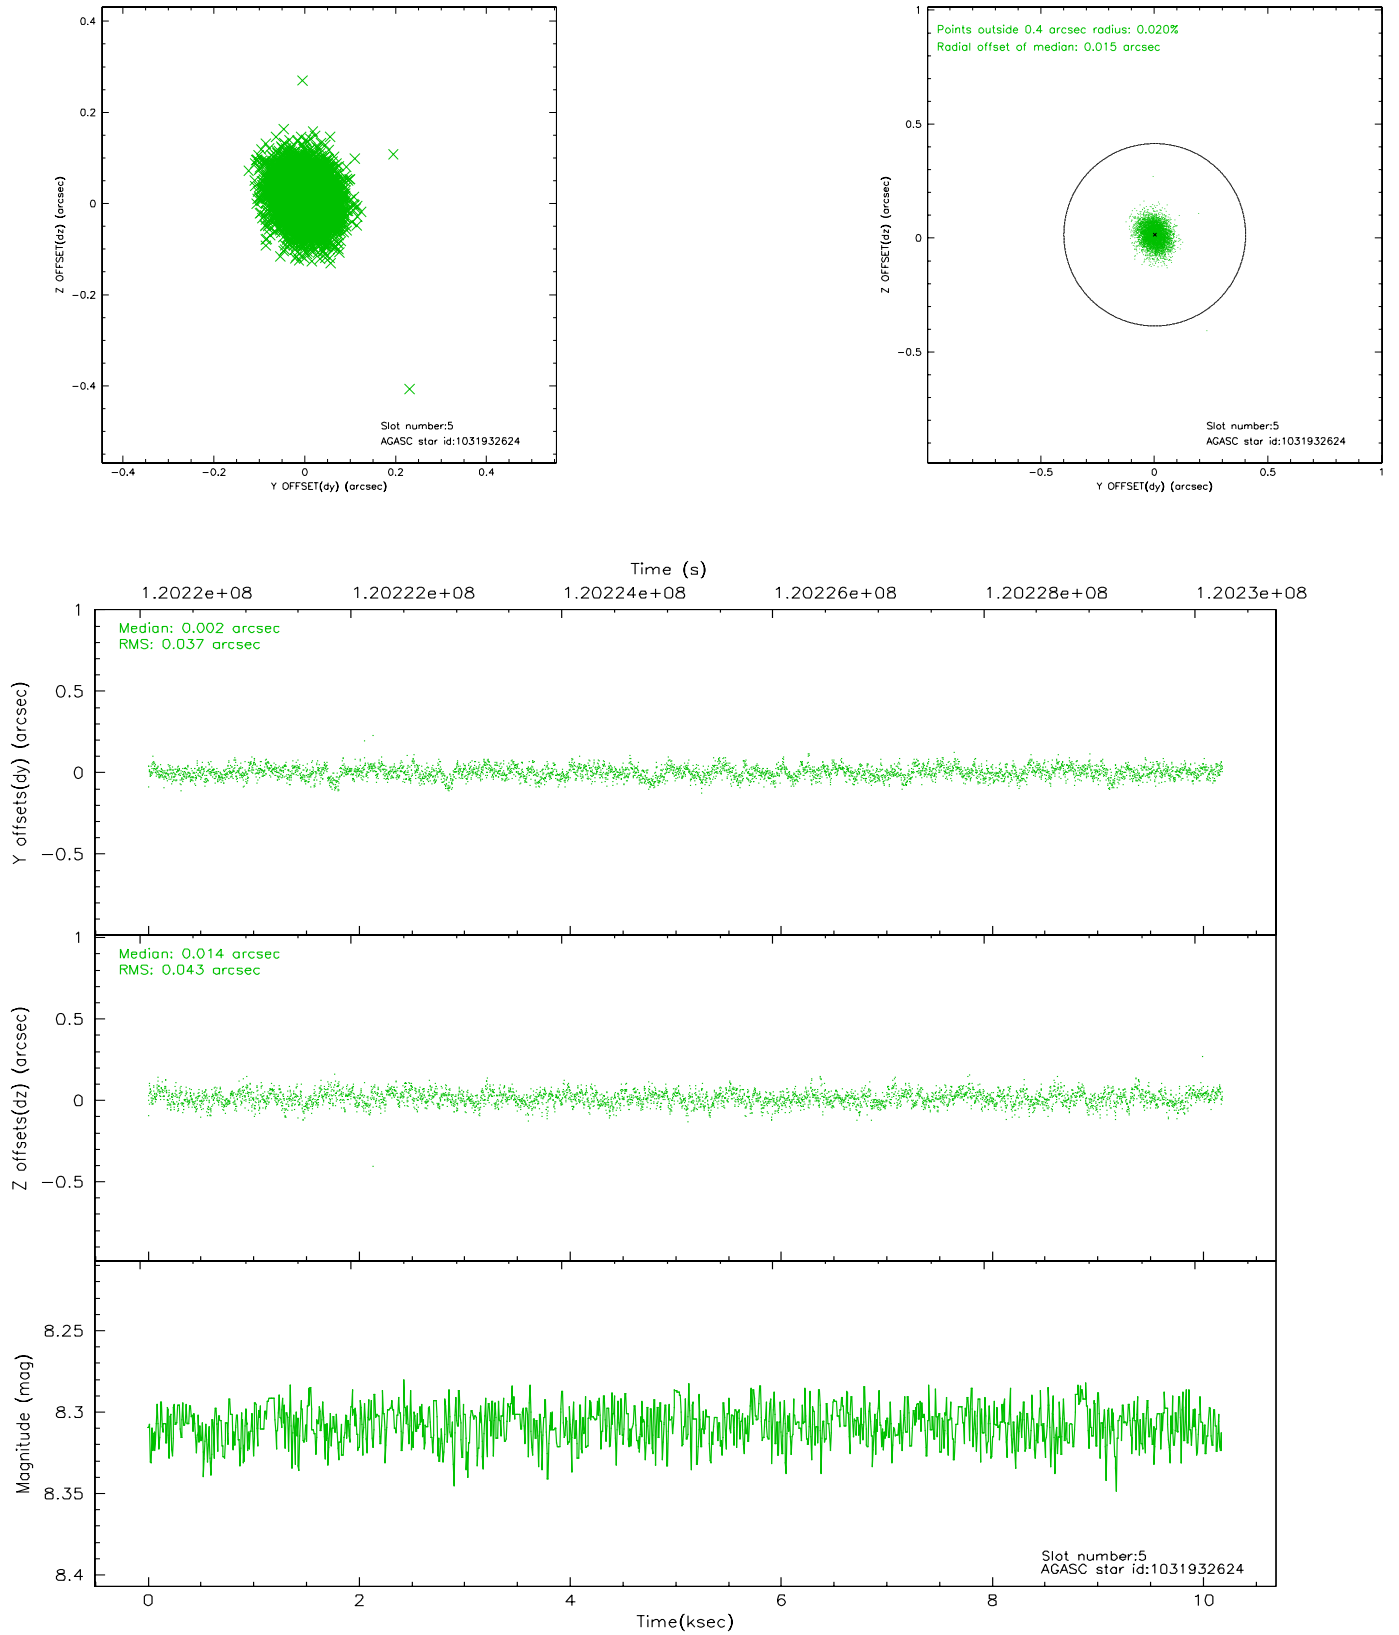 0.4
0.2
0
-0.2
-0.4
Z OFFSET(dz) (arcsec)
Slot number:5
AGASC star id:1031932624
-0.4
-0.2
0
0.2
0.4
Y OFFSET(dy) (arcsec)
1
0.5
0
-0.5
Z OFFSET(dz) (arcsec)
Points outside 0.4 arcsec radius: 0.020%
Radial offset of median: 0.015 arcsec
Slot number:5
AGASC star id:1031932624
-0.5
0
0.5
1
Y OFFSET(dy) (arcsec)
Time (s)
1.2022e+08
1.20222e+08
1.20224e+08
1.20226e+08
1.20228e+08
1.2023e+08
1
0.5
0
-0.5
Y offsets(dy) (arcsec)
Median: 0.002 arcsec
RMS: 0.037 arcsec
1
0.5
0
-0.5
Z offsets(dz) (arcsec)
Median: 0.014 arcsec
RMS: 0.043 arcsec
8.25
8.3
8.35
8.4
Magnitude (mag)
Slot number:5
AGASC star id:1031932624
0
2
4
6
8
10
Time(ksec)